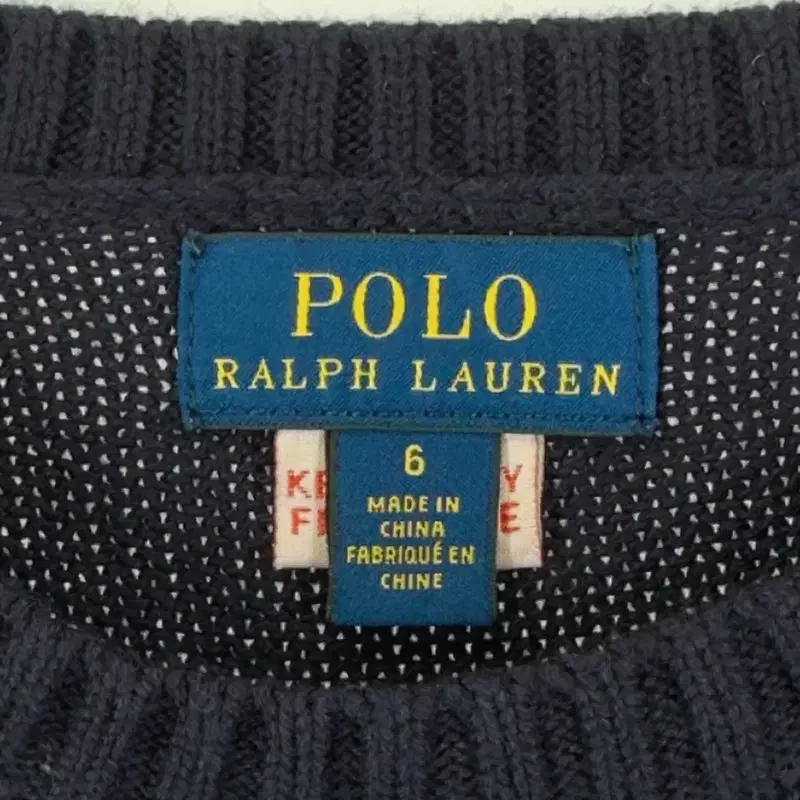 POLO
RALPH LAUREN
6
MADE IN
CHINA
FABRIQUÉ EN
CHINE